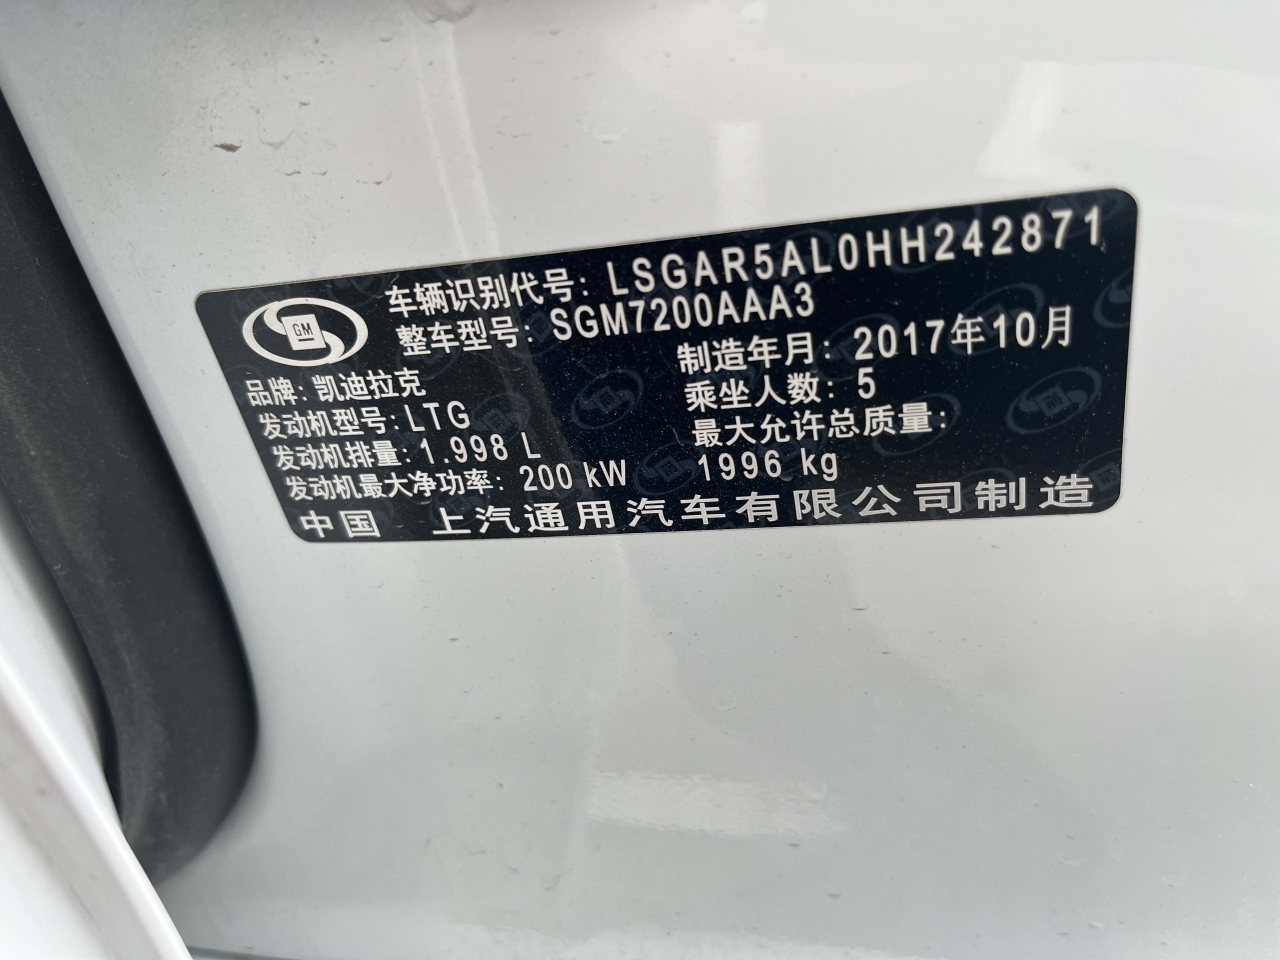 车辆识别代号: LSGAR5AL0HH242871
整车型号: SGM7200AAA3
GM
品牌: 凯迪拉克
制造年月: 2017年10月
发动机型号: LTG
乘坐人数: 5
发动机排量: 1.998 L
最大允许总质量:
发动机最大净功率: 200 kW
1996 kg
中国 上汽通用汽车有限公司制造